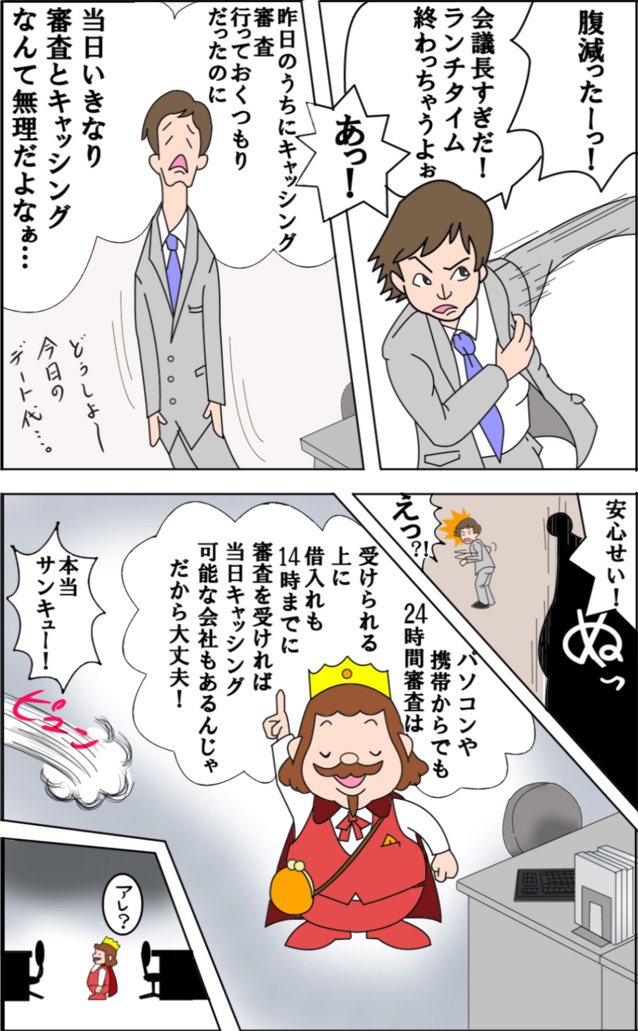 腹減ったーっ！
会議長すぎだ！
ランチタイム
終わっちゃうよぉ
あっ！
昨日のうちにキャッシング
審査
行っておくつもり
だったのに
当日いきなり
審査とキャッシング
なんて無理だよなぁ…
どうしよー
今日の
デート代…。
安心せい！
ぬっ
えっ?!
パソコンや
携帯からでも
24時間審査は
受けられる
上に
借入れも
14時までに
審査を受ければ
当日キャッシング
可能な会社もあるんじゃ
だから大丈夫！
本当
サンキュー！
ピュン
アレ？